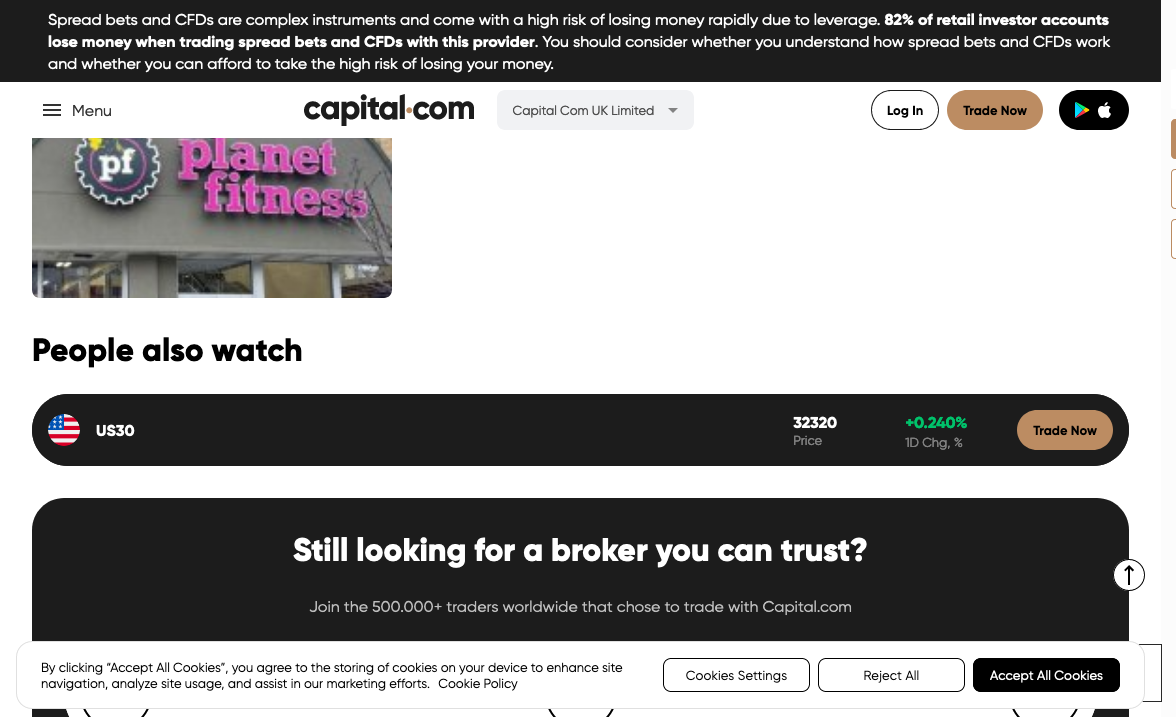 Spread bets and CFDs are complex instruments and come with a high risk of losing money rapidly due to leverage. 82% of retail investor accounts
lose money when trading spread bets and CFDs with this provider. You should consider whether you understand how spread bets and CFDs work
and whether you can afford to take the high risk of losing your money.
Menu
capital.com
Capital Com UK Limited
Log In
Trade Now
pf
planet
fitness
People also watch
US30
32320
Price
+0.240%
1D Chg, %
Trade Now
Still looking for a broker you can trust?
Join the 500.000+ traders worldwide that chose to trade with Capital.com
By clicking “Accept All Cookies”, you agree to the storing of cookies on your device to enhance site
navigation, analyze site usage, and assist in our marketing efforts. Cookie Policy
Cookies Settings
Reject All
Accept All Cookies